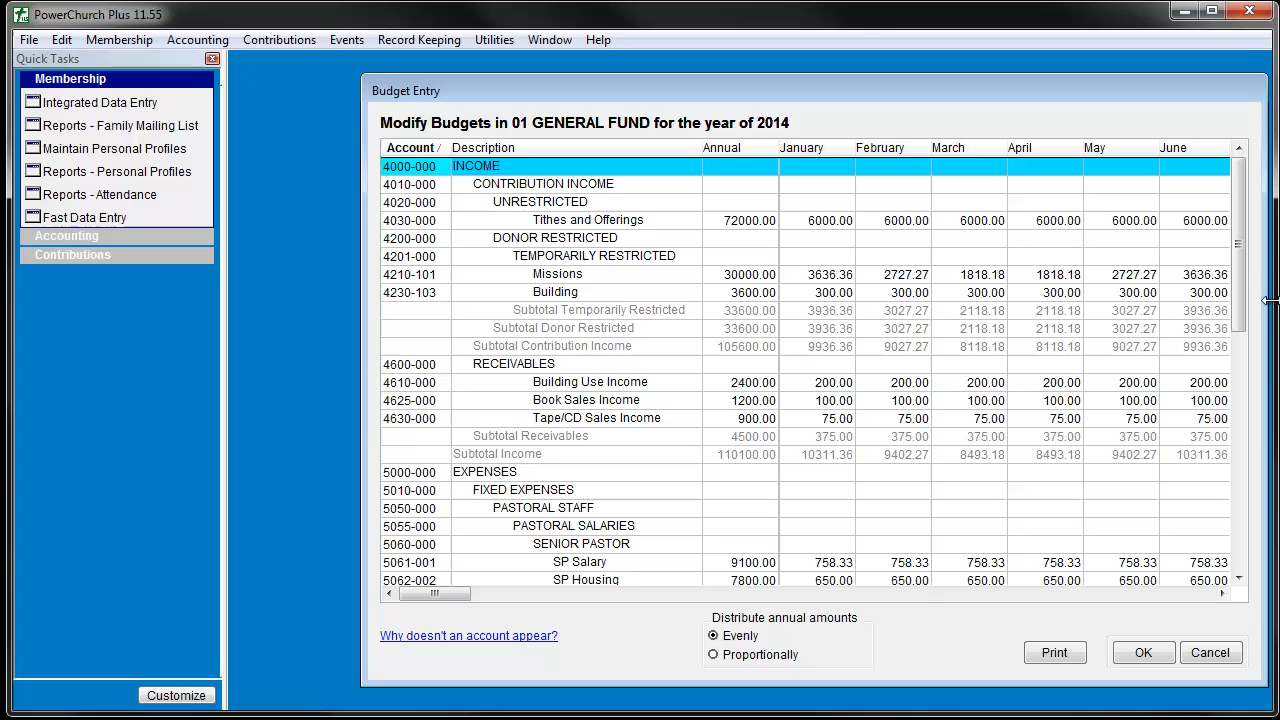 PowerChurch Plus 11.55
File Edit Membership Accounting Contributions Events Record Keeping Utilities Window Help
Quick Tasks
Membership
Integrated Data Entry
Reports - Family Mailing List
Maintain Personal Profiles
Reports - Personal Profiles
Reports - Attendance
Fast Data Entry
Accounting
Contributions
Customize
Budget Entry
Modify Budgets in 01 GENERAL FUND for the year of 2014
Account Description Annual January February March April May June
4000-000 INCOME
4010-000 CONTRIBUTION INCOME
4020-000 UNRESTRICTED
4030-000 Tithes and Offerings 72000.00 6000.00 6000.00 6000.00 6000.00 6000.00 6000.00
4200-000 DONOR RESTRICTED
4201-000 TEMPORARILY RESTRICTED
4210-101 Missions 30000.00 3636.36 2727.27 1818.18 1818.18 2727.27 3636.36
4230-103 Building 3600.00 300.00 300.00 300.00 300.00 300.00 300.00
Subtotal Temporarily Restricted 33600.00 3936.36 3027.27 2118.18 2118.18 3027.27 3936.36
Subtotal Donor Restricted 33600.00 3936.36 3027.27 2118.18 2118.18 3027.27 3936.36
Subtotal Contribution Income 105600.00 9936.36 9027.27 8118.18 8118.18 9027.27 9936.36
4600-000 RECEIVABLES
4610-000 Building Use Income 2400.00 200.00 200.00 200.00 200.00 200.00 200.00
4625-000 Book Sales Income 1200.00 100.00 100.00 100.00 100.00 100.00 100.00
4630-000 Tape/CD Sales Income 900.00 75.00 75.00 75.00 75.00 75.00 75.00
Subtotal Receivables 4500.00 375.00 375.00 375.00 375.00 375.00 375.00
Subtotal Income 110100.00 10311.36 9402.27 8493.18 8493.18 9402.27 10311.36
5000-000 EXPENSES
5010-000 FIXED EXPENSES
5050-000 PASTORAL STAFF
5055-000 PASTORAL SALARIES
5060-000 SENIOR PASTOR
5061-001 SP Salary 9100.00 758.33 758.33 758.33 758.33 758.33 758.33
5062-002 SP Housing 7800.00 650.00 650.00 650.00 650.00 650.00 650.00
Why doesn't an account appear?
Distribute annual amounts
Evenly
Proportionally
Print OK Cancel